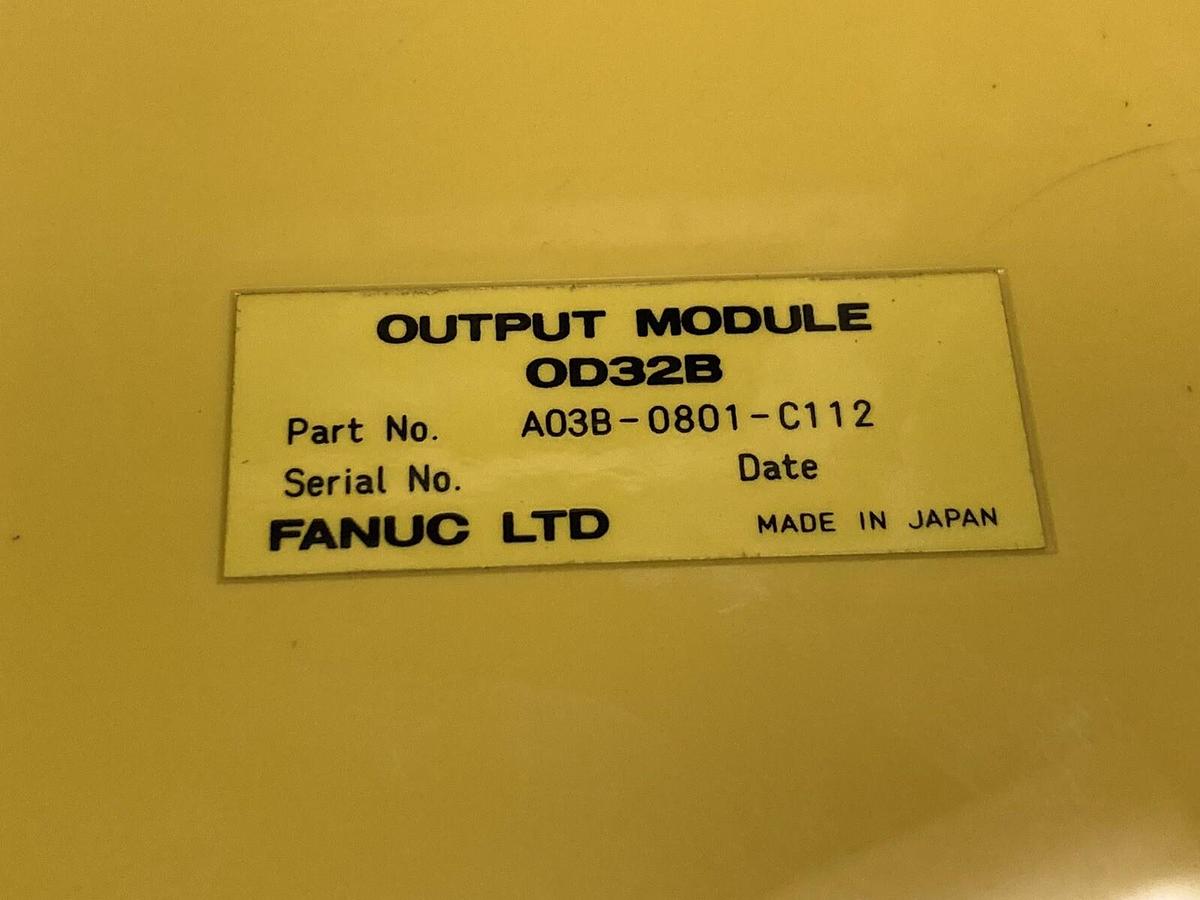 OUTPUT MODULE
OD32B
Part No. A03B-0801-C112
Serial No. Date
FANUC LTD MADE IN JAPAN